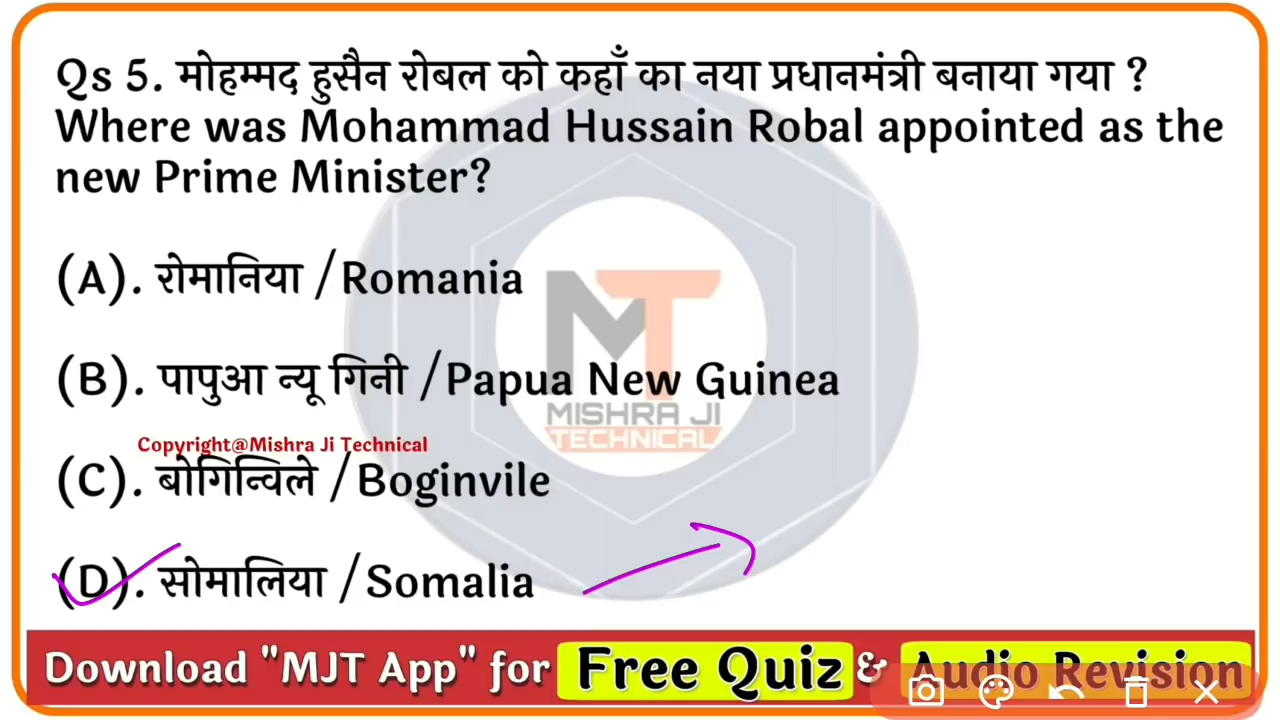 Qs 5. मोहम्मद हुसैन रोबल को कहाँ का नया प्रधानमंत्री बनाया गया ?
Where was Mohammad Hussain Robal appointed as the
new Prime Minister?
(A). रोमानिया /Romania
(B). पापुआ न्यू गिनी /Papua New Guinea
MT
MISHRA JI
TECHNICAL
Copyright@Mishra Ji Technical
(C). बोगिन्विले /Boginvile
(D). सोमालिया /Somalia
Download "MJT App" for Free Quiz & Audio Revision